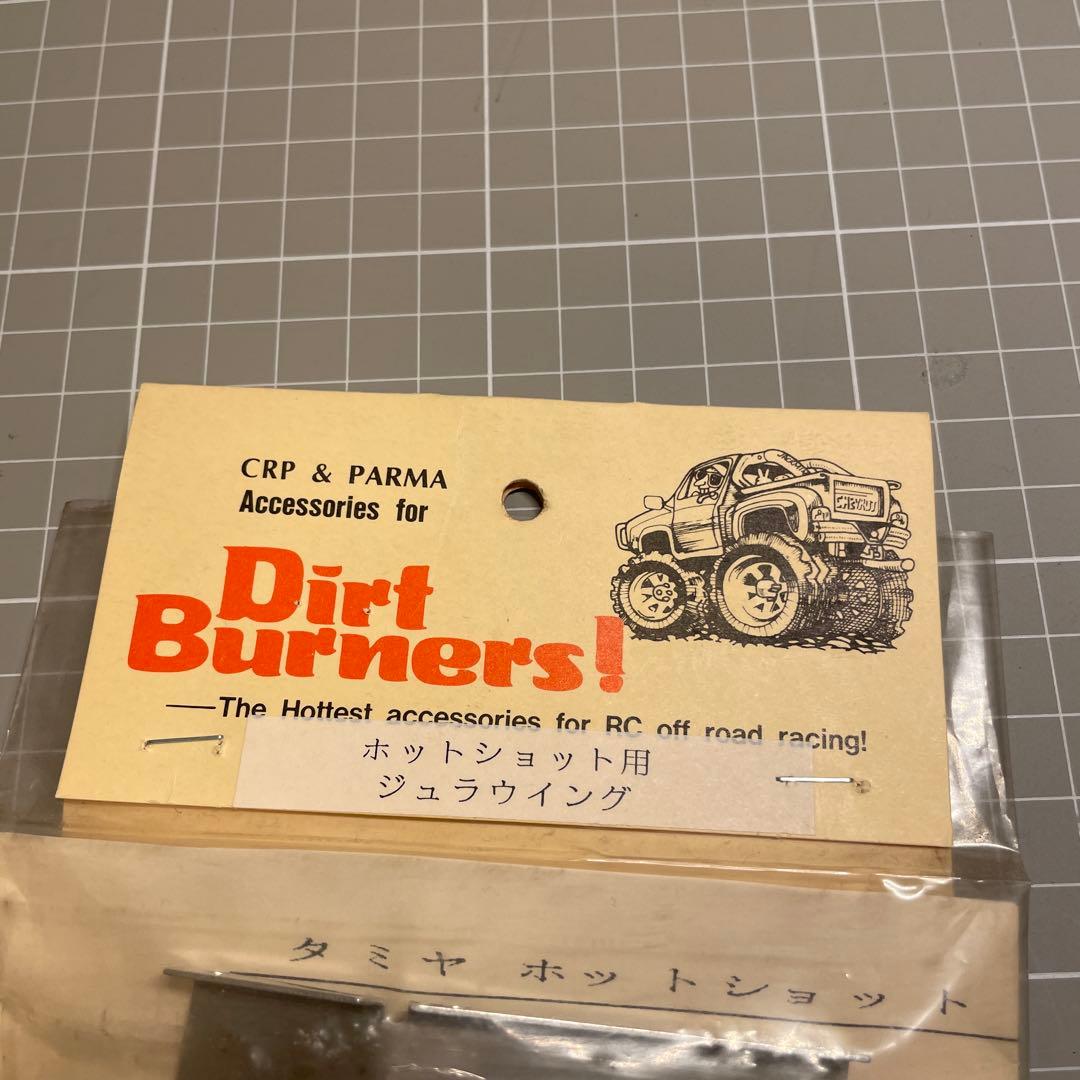 CRP & PARMA
Accessories for
Dirt
Burners!
—The Hottest accessories for RC off road racing!
CHEVROLET
ホットショット用
ジュラウイング
タミヤ ホットショット